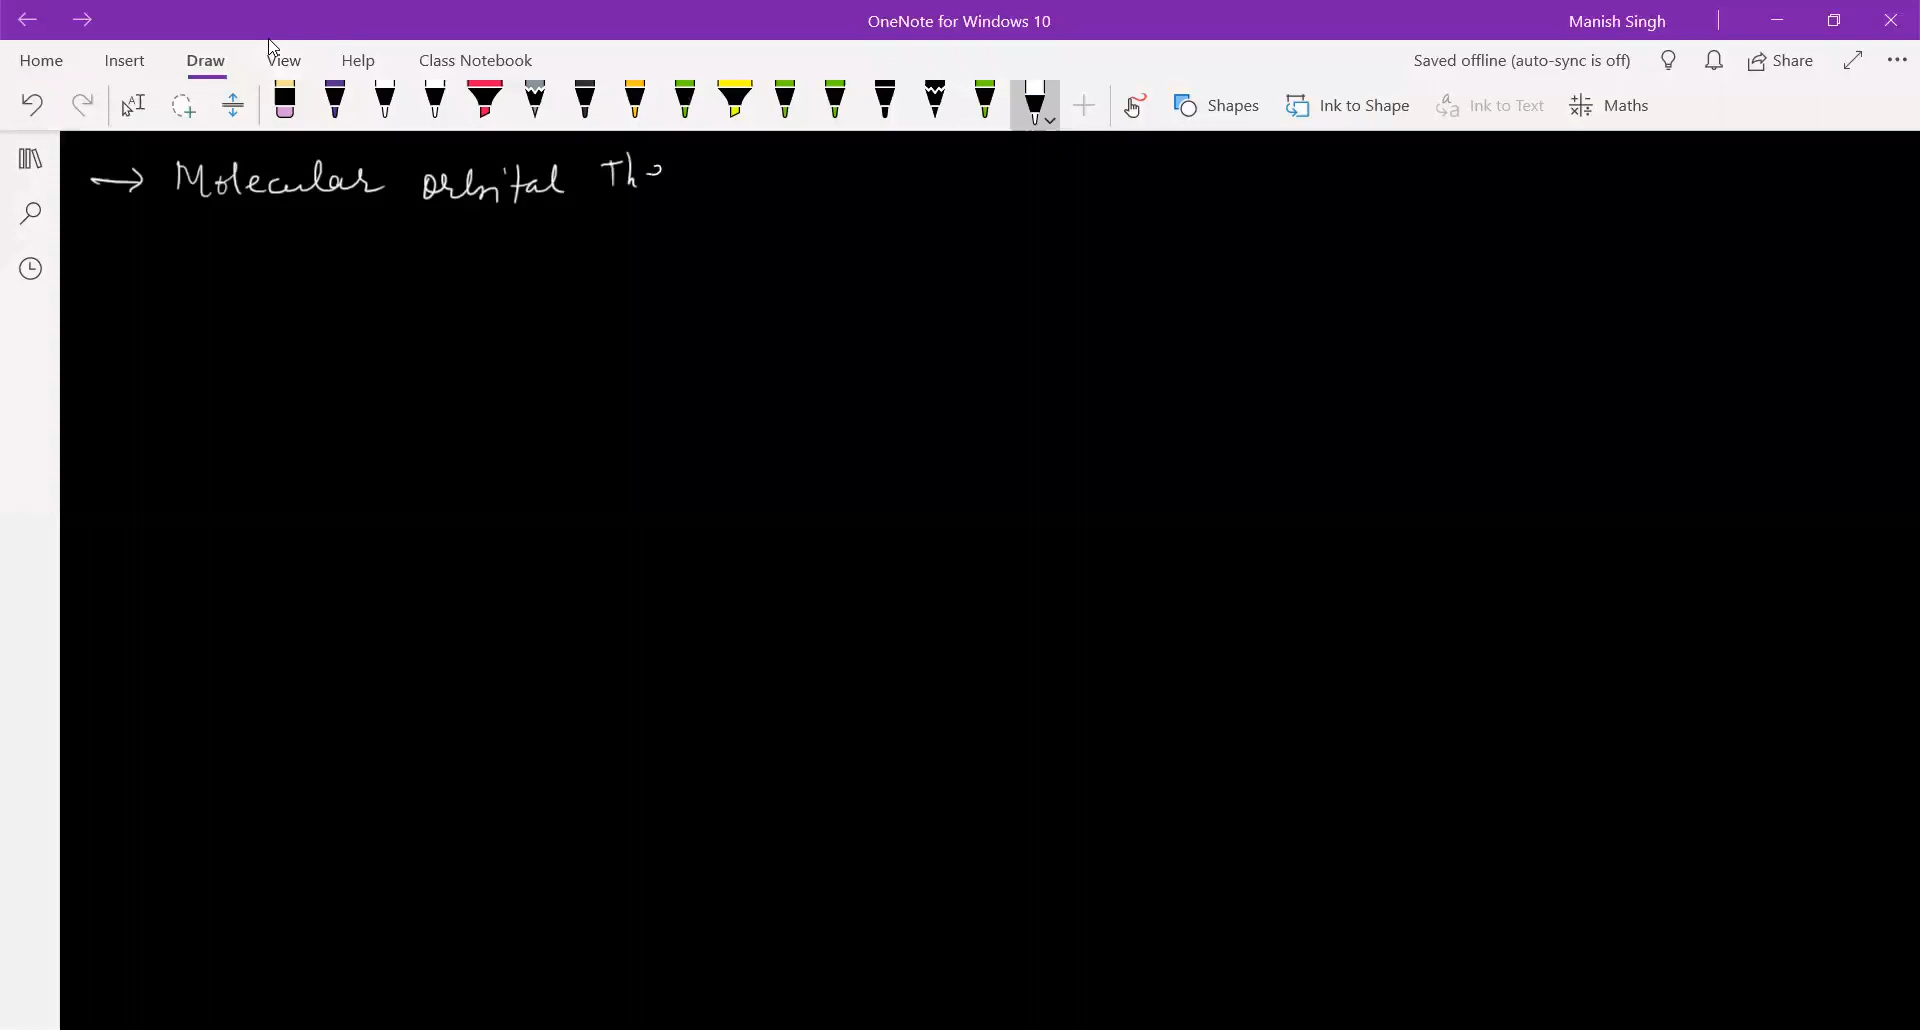 OneNote for Windows 10
Manish Singh
Home Insert Draw View Help Class Notebook
Saved offline (auto-sync is off) Share
Shapes Ink to Shape Ink to Text Maths
→ Molecular orbital Th